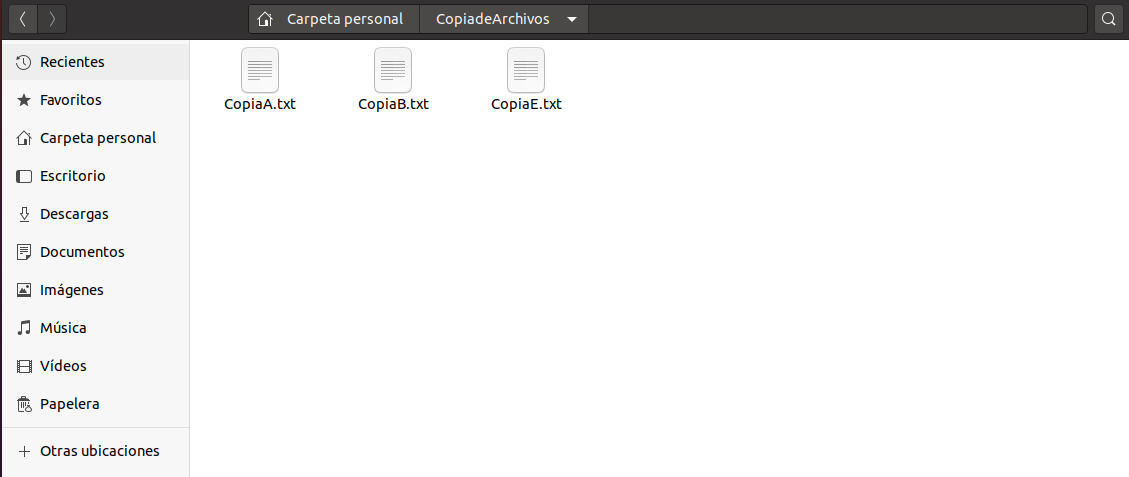 Carpeta personal CopiadeArchivos
Recientes
Favoritos
Carpeta personal
Escritorio
Descargas
Documentos
Imágenes
Música
Vídeos
Papelera
Otras ubicaciones
CopiaA.txt CopiaB.txt CopiaE.txt